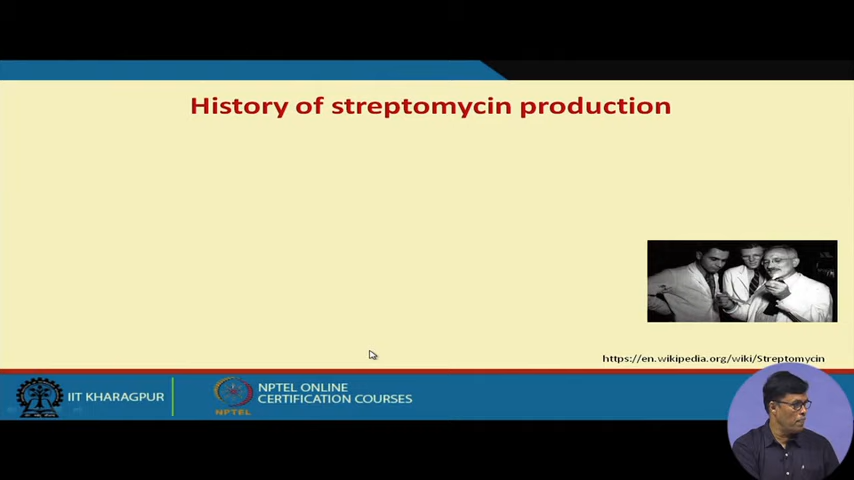 History of streptomycin production
https://en.wikipedia.org/wiki/Streptomycin
IIT KHARAGPUR
NPTEL
NPTEL ONLINE
CERTIFICATION COURSES